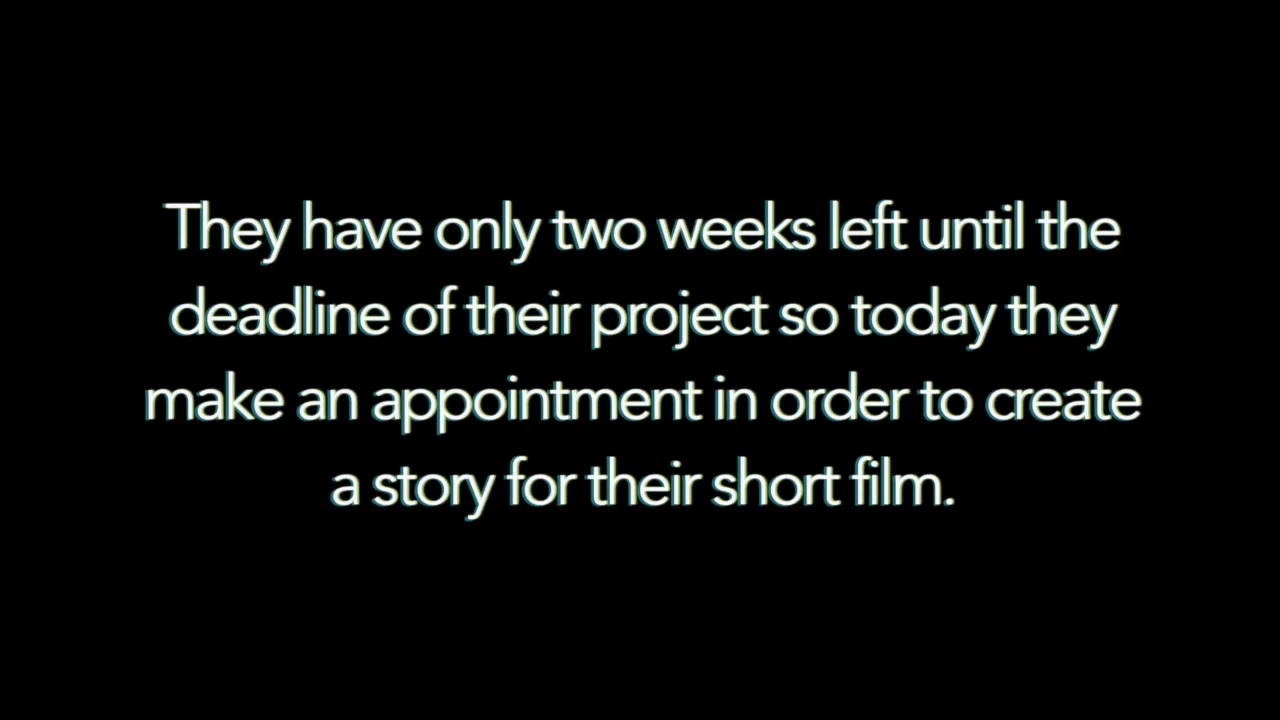 They have only two weeks left until the
deadline of their project so today they
make an appointment in order to create
a story for their short film.